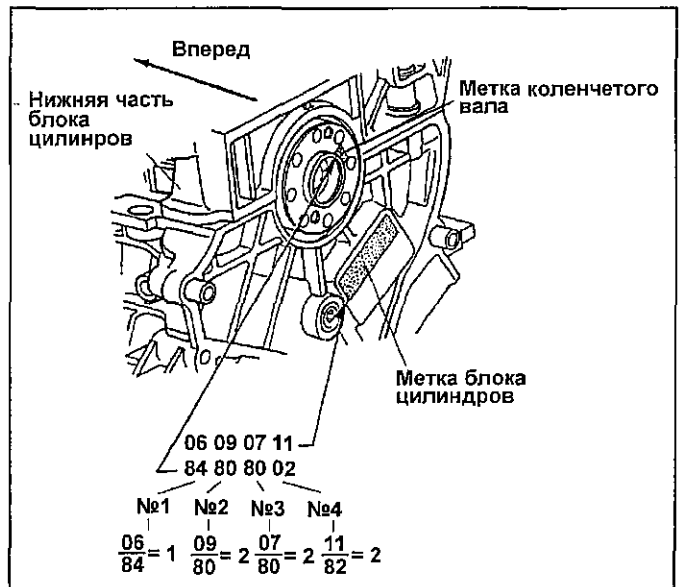 Вперед
Нижняя часть
блока
цилинров
Метка коленчетого
вала
Метка блока
цилиндров
06 09 07 11
84 80 80 02
№1 №2 №3 №4
06/84 = 1 09/80 = 2 07/80 = 2 11/82 = 2